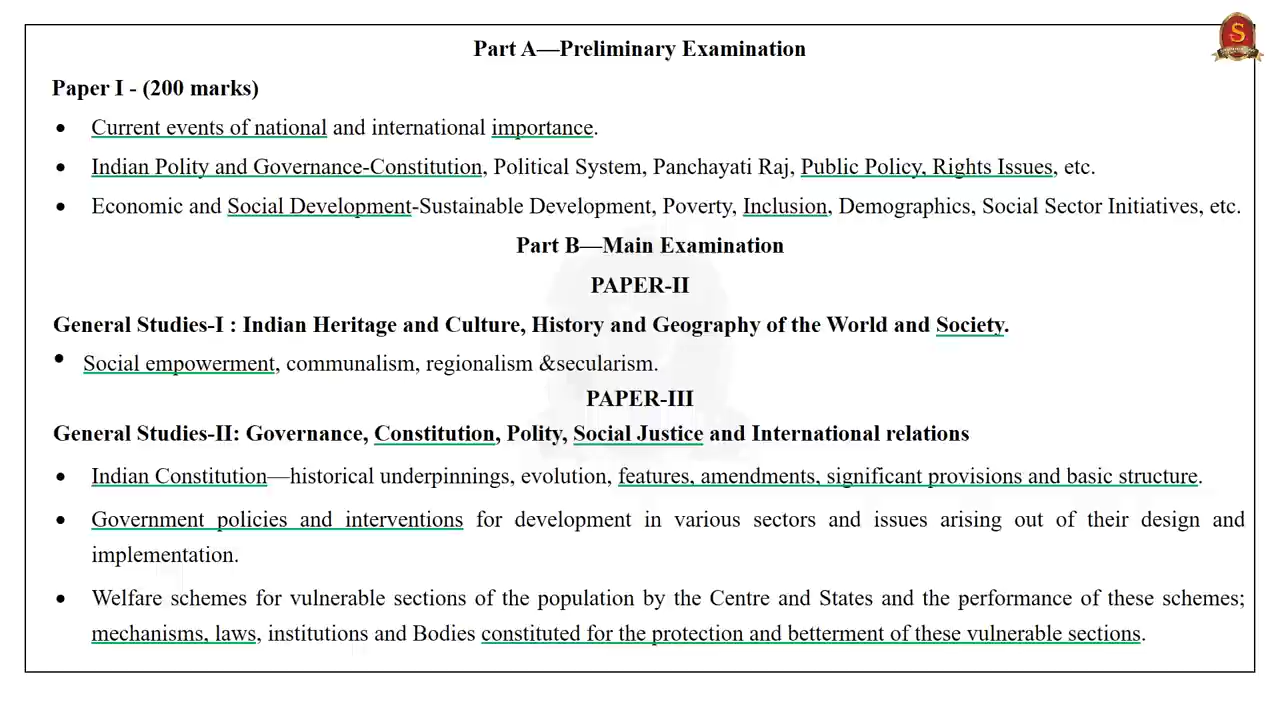 Part A—Preliminary Examination
Paper I - (200 marks)
• Current events of national and international importance.
• Indian Polity and Governance-Constitution, Political System, Panchayati Raj, Public Policy, Rights Issues, etc.
• Economic and Social Development-Sustainable Development, Poverty, Inclusion, Demographics, Social Sector Initiatives, etc.
Part B—Main Examination
PAPER-II
General Studies-I : Indian Heritage and Culture, History and Geography of the World and Society.
• Social empowerment, communalism, regionalism &secularism.
PAPER-III
General Studies-II: Governance, Constitution, Polity, Social Justice and International relations
• Indian Constitution—historical underpinnings, evolution, features, amendments, significant provisions and basic structure.
• Government policies and interventions for development in various sectors and issues arising out of their design and
implementation.
• Welfare schemes for vulnerable sections of the population by the Centre and States and the performance of these schemes;
mechanisms, laws, institutions and Bodies constituted for the protection and betterment of these vulnerable sections.
S